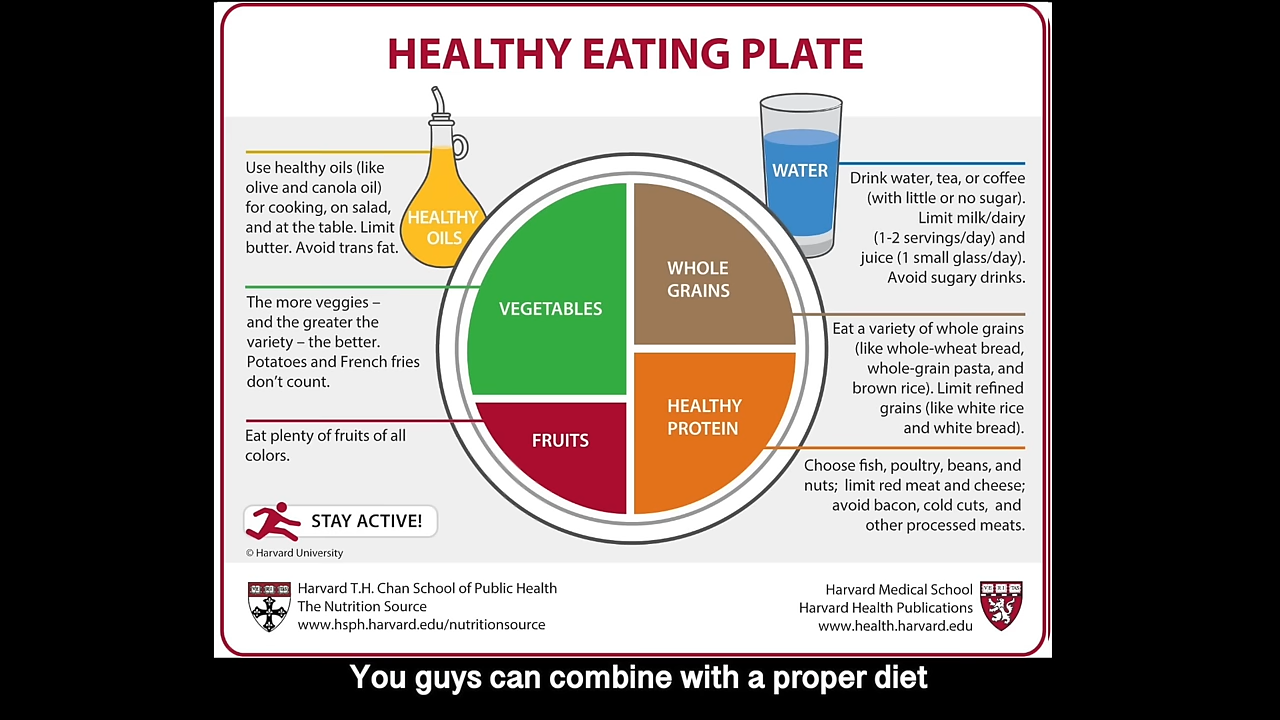 HEALTHY EATING PLATE
Use healthy oils (like
olive and canola oil)
for cooking, on salad,
and at the table. Limit
butter. Avoid trans fat.
HEALTHY
OILS
The more veggies –
and the greater the
variety – the better.
Potatoes and French fries
don't count.
Eat plenty of fruits of all
colors.
VEGETABLES
FRUITS
WHOLE
GRAINS
HEALTHY
PROTEIN
WATER
Drink water, tea, or coffee
(with little or no sugar).
Limit milk/dairy
(1-2 servings/day) and
juice (1 small glass/day).
Avoid sugary drinks.
Eat a variety of whole grains
(like whole-wheat bread,
whole-grain pasta, and
brown rice). Limit refined
grains (like white rice
and white bread).
Choose fish, poultry, beans, and
nuts; limit red meat and cheese;
avoid bacon, cold cuts, and
other processed meats.
STAY ACTIVE!
© Harvard University
Harvard T.H. Chan School of Public Health
The Nutrition Source
www.hsph.harvard.edu/nutritionsource
Harvard Medical School
Harvard Health Publications
www.health.harvard.edu
You guys can combine with a proper diet